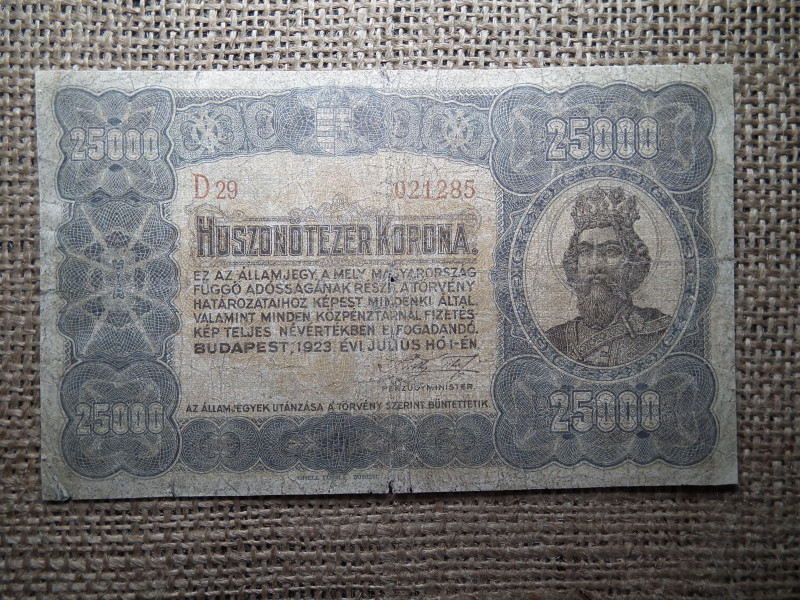 25000
25000
D 29
021285
HUSZONÖTEZER KORONA.
EZ AZ ÁLLAMJEGY, A MELY MAGYARORSZÁG
FÜGGŐ ADÓSSÁGÁNAK RÉSZE, A TÖRVÉNY
HATÁROZATAIHOZ KÉPEST MINDENKI ÁLTAL,
VALAMINT MINDEN KÖZPÉNZTÁRNÁL FIZETÉS-
KÉP TELJES NÉVÉRTÉKBEN ELFOGADANDÓ.
BUDAPEST, 1923. ÉVI JULIUS HÓ 1-ÉN.
PÉNZÜGYMINISTER.
25000
25000
AZ ÁLLAMJEGYEK UTÁNZÁSA A TÖRVÉNY SZERINT BÜNTETTETIK.